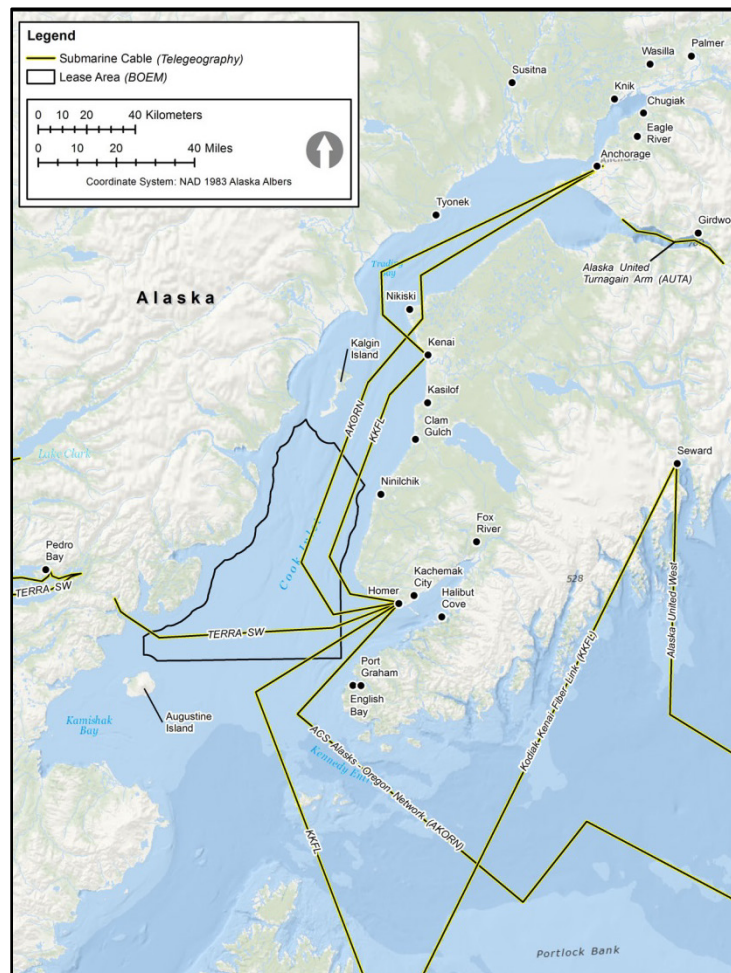 Legend
Submarine Cable (Telegeography)
Lease Area (BOEM)
0 10 20 40 Kilometers
0 10 20 40 Miles
Coordinate System: NAD 1983 Alaska Albers
Palmer
Wasilla
Susitna
Knik
Chugiak
Eagle
River
Anchorage
Tyonek
Girdwo
Alaska United
Turnagain Arm (AUTA)
Alaska
Nikiski
Kalgin
Island
Kenai
Kasilof
AKORN
KKFL
Clam
Gulch
Lake Clark
Seward
Ninilchik
Fox
River
Cook Inlet
Pedro
Bay
TERRA SW
Kachemak
City
Homer
Halibut
Cove
528
TERRA SW
Alaska United West
Kodiak Kenai Fiber Link (KKFL)
Port
Graham
English
Bay
Augustine
Island
Kamishak
Bay
ACS Alaska - Oregon Network (AKORN)
Kennedy
KKFL
Portlock Bank